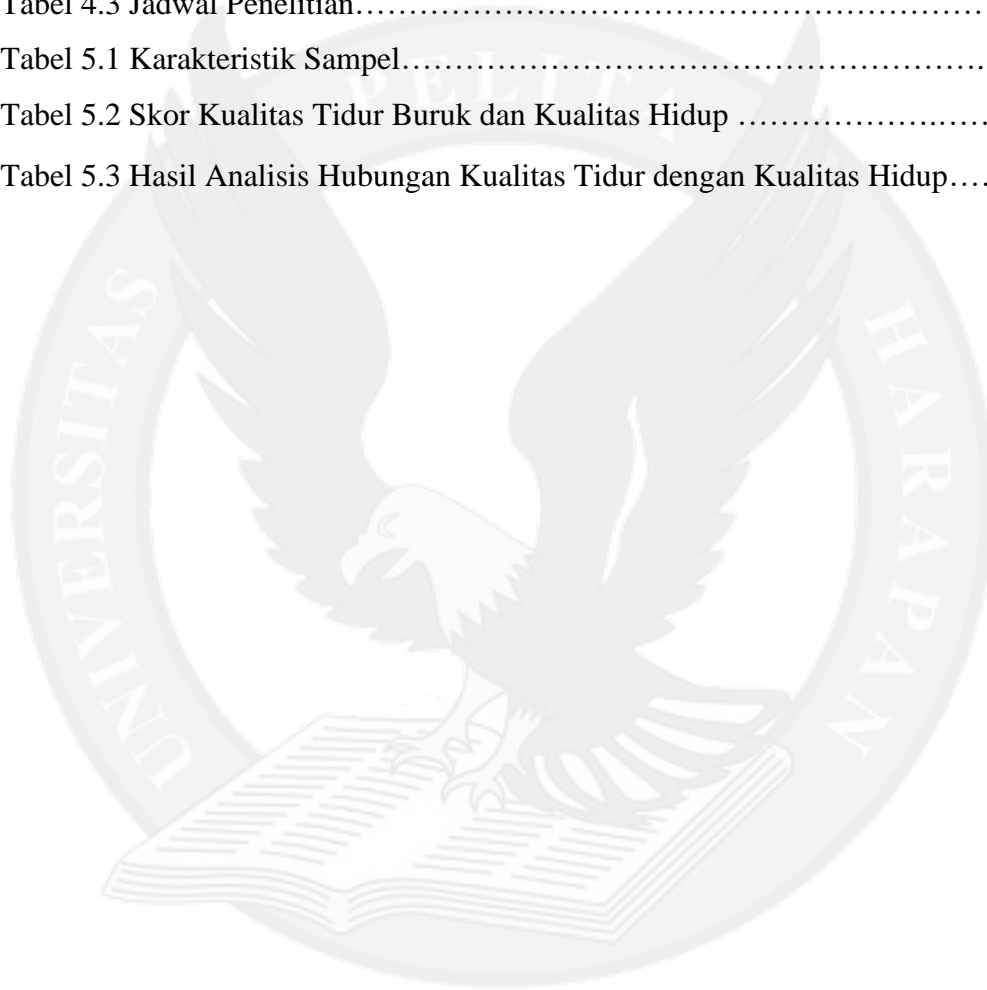 Tabel 4.3 Jadwal Penelitian……………………………………………………………
Tabel 5.1 Karakteristik Sampel……………………………………………………….
Tabel 5.2 Skor Kualitas Tidur Buruk dan Kualitas Hidup ……………….……
Tabel 5.3 Hasil Analisis Hubungan Kualitas Tidur dengan Kualitas Hidup……
UNIVERSITAS PELITA HARAPAN